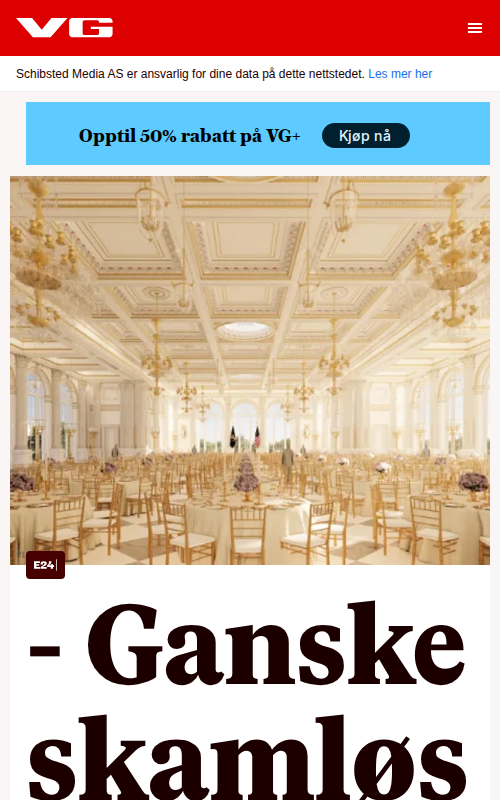 VG
Schibsted Media AS er ansvarlig for dine data på dette nettstedet. Les mer her
Opptil 50% rabatt på VG+
Kjøp nå
E24|
- Ganske
skamløs